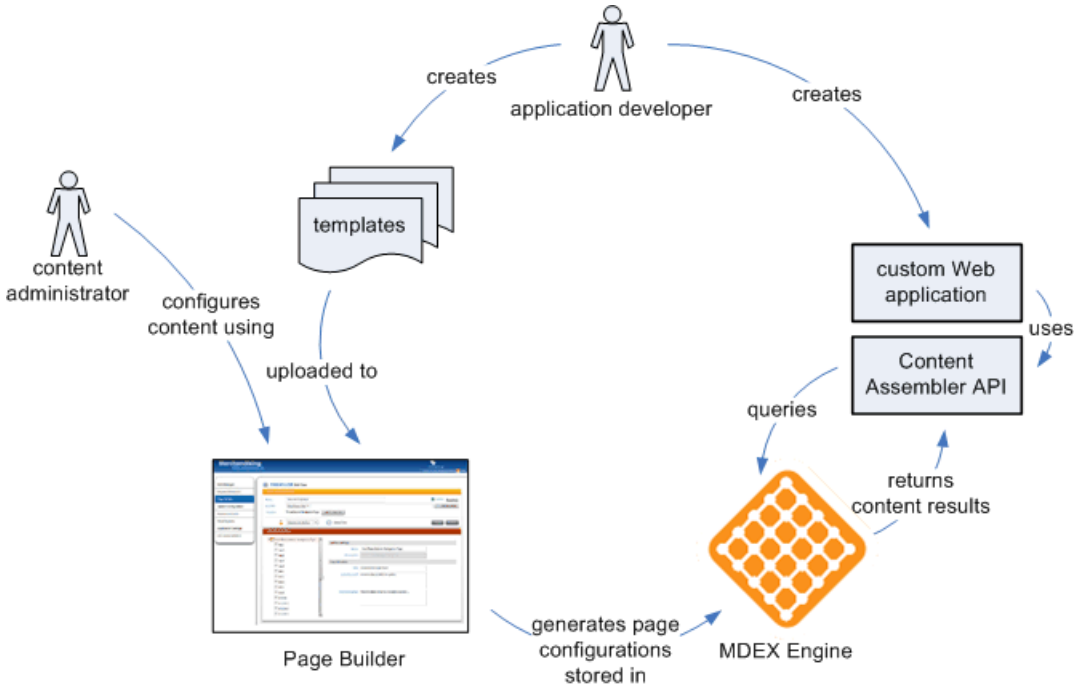 creates
application developer
creates
templates
content
administrator
configures
content using
uploaded to
custom Web
application
uses
Content
Assembler API
queries
returns
content results
Merchandising
Page Builder
generates page
configurations
stored in
MDEX Engine